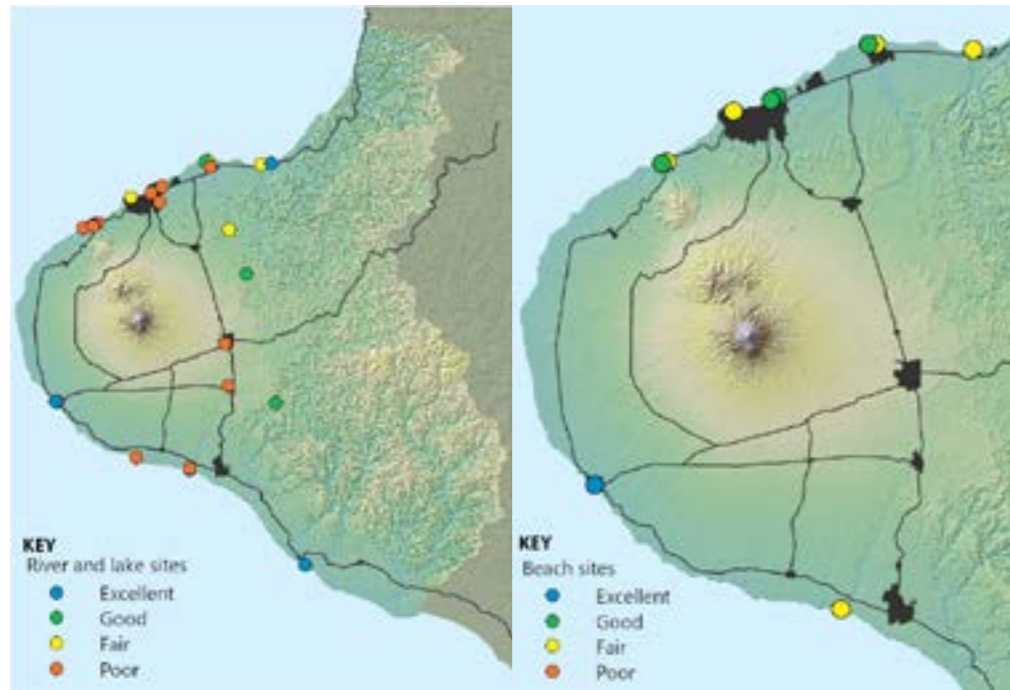 KEY
River and lake sites
Excellent
Good
Fair
Poor
KEY
Beach sites
Excellent
Good
Fair
Poor